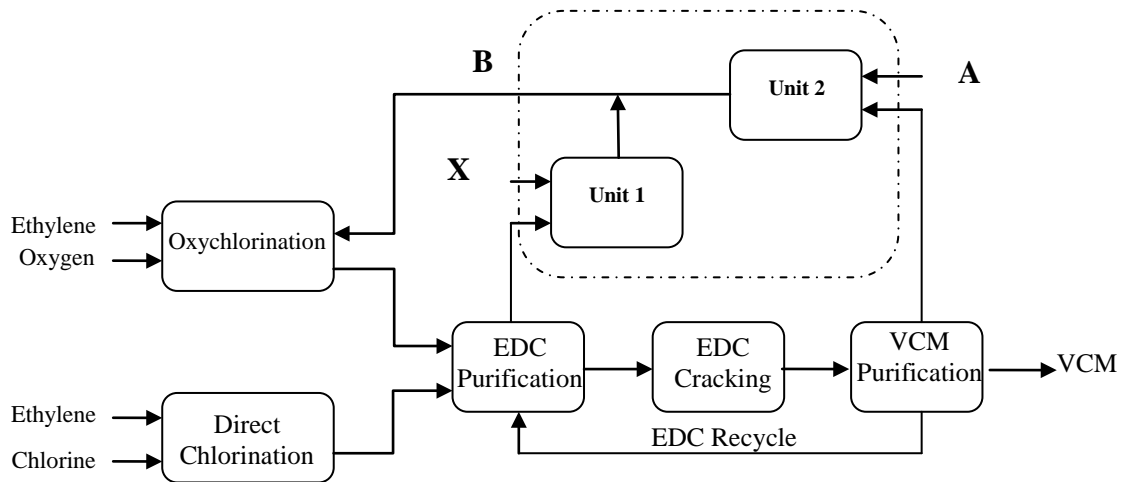 B
A
Unit 2
X
Unit 1
Ethylene
Oxygen
Oxychlorination
EDC
Purification
EDC
Cracking
VCM
Purification
VCM
Ethylene
Chlorine
Direct
Chlorination
EDC Recycle